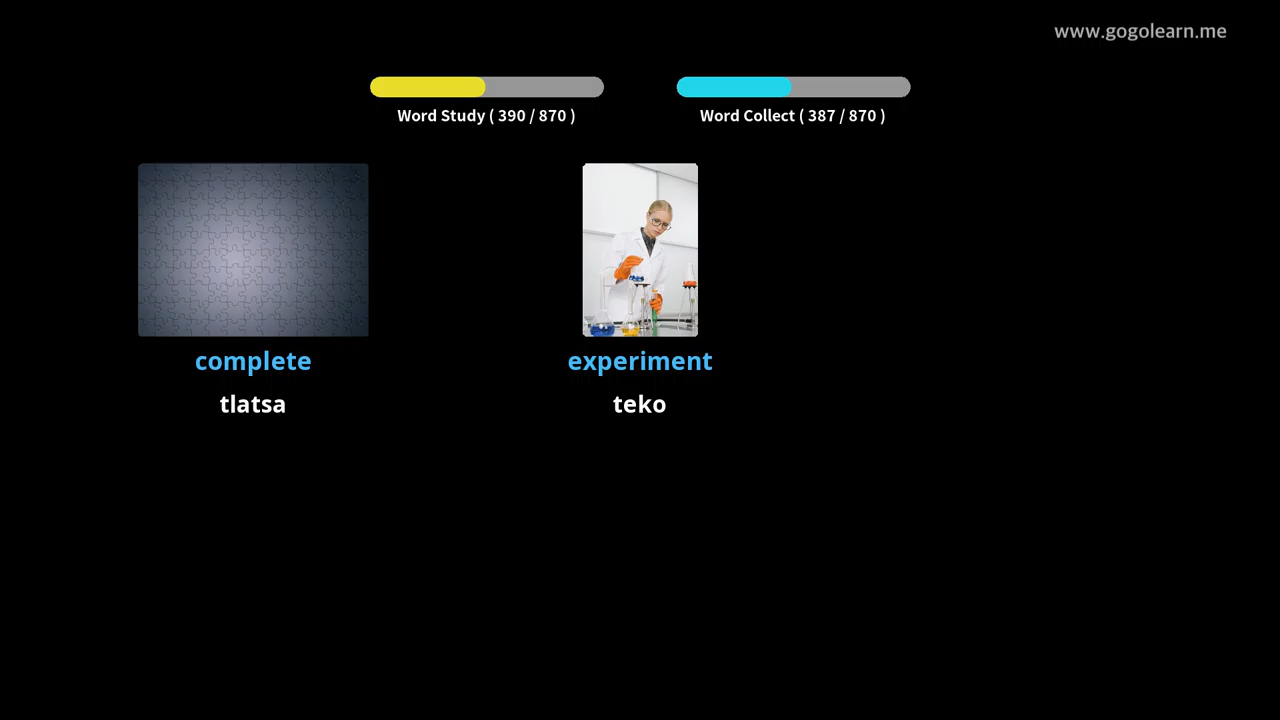 www.gogolearn.me
Word Study ( 390 / 870 )
Word Collect ( 387 / 870 )
complete
experiment
tlatsa
teko